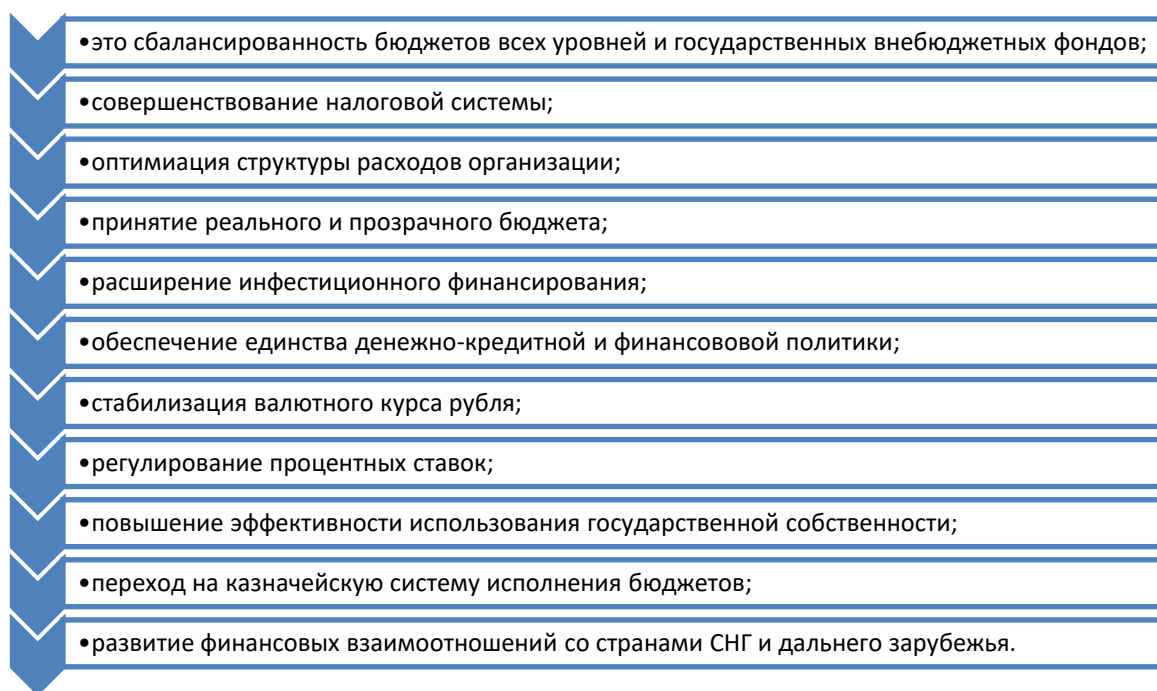 •это сбалансированность бюджетов всех уровней и государственных внебюджетных фондов;
•совершенствование налоговой системы;
•оптимиация структуры расходов организации;
•принятие реального и прозрачного бюджета;
•расширение инфестиционного финансирования;
•обеспечение единства денежно-кредитной и финансововой политики;
•стабилизация валютного курса рубля;
•регулирование процентных ставок;
•повышение эффективности использования государственной собственности;
•переход на казначейскую систему исполнения бюджетов;
•развитие финансовых взаимоотношений со странами СНГ и дальнего зарубежья.